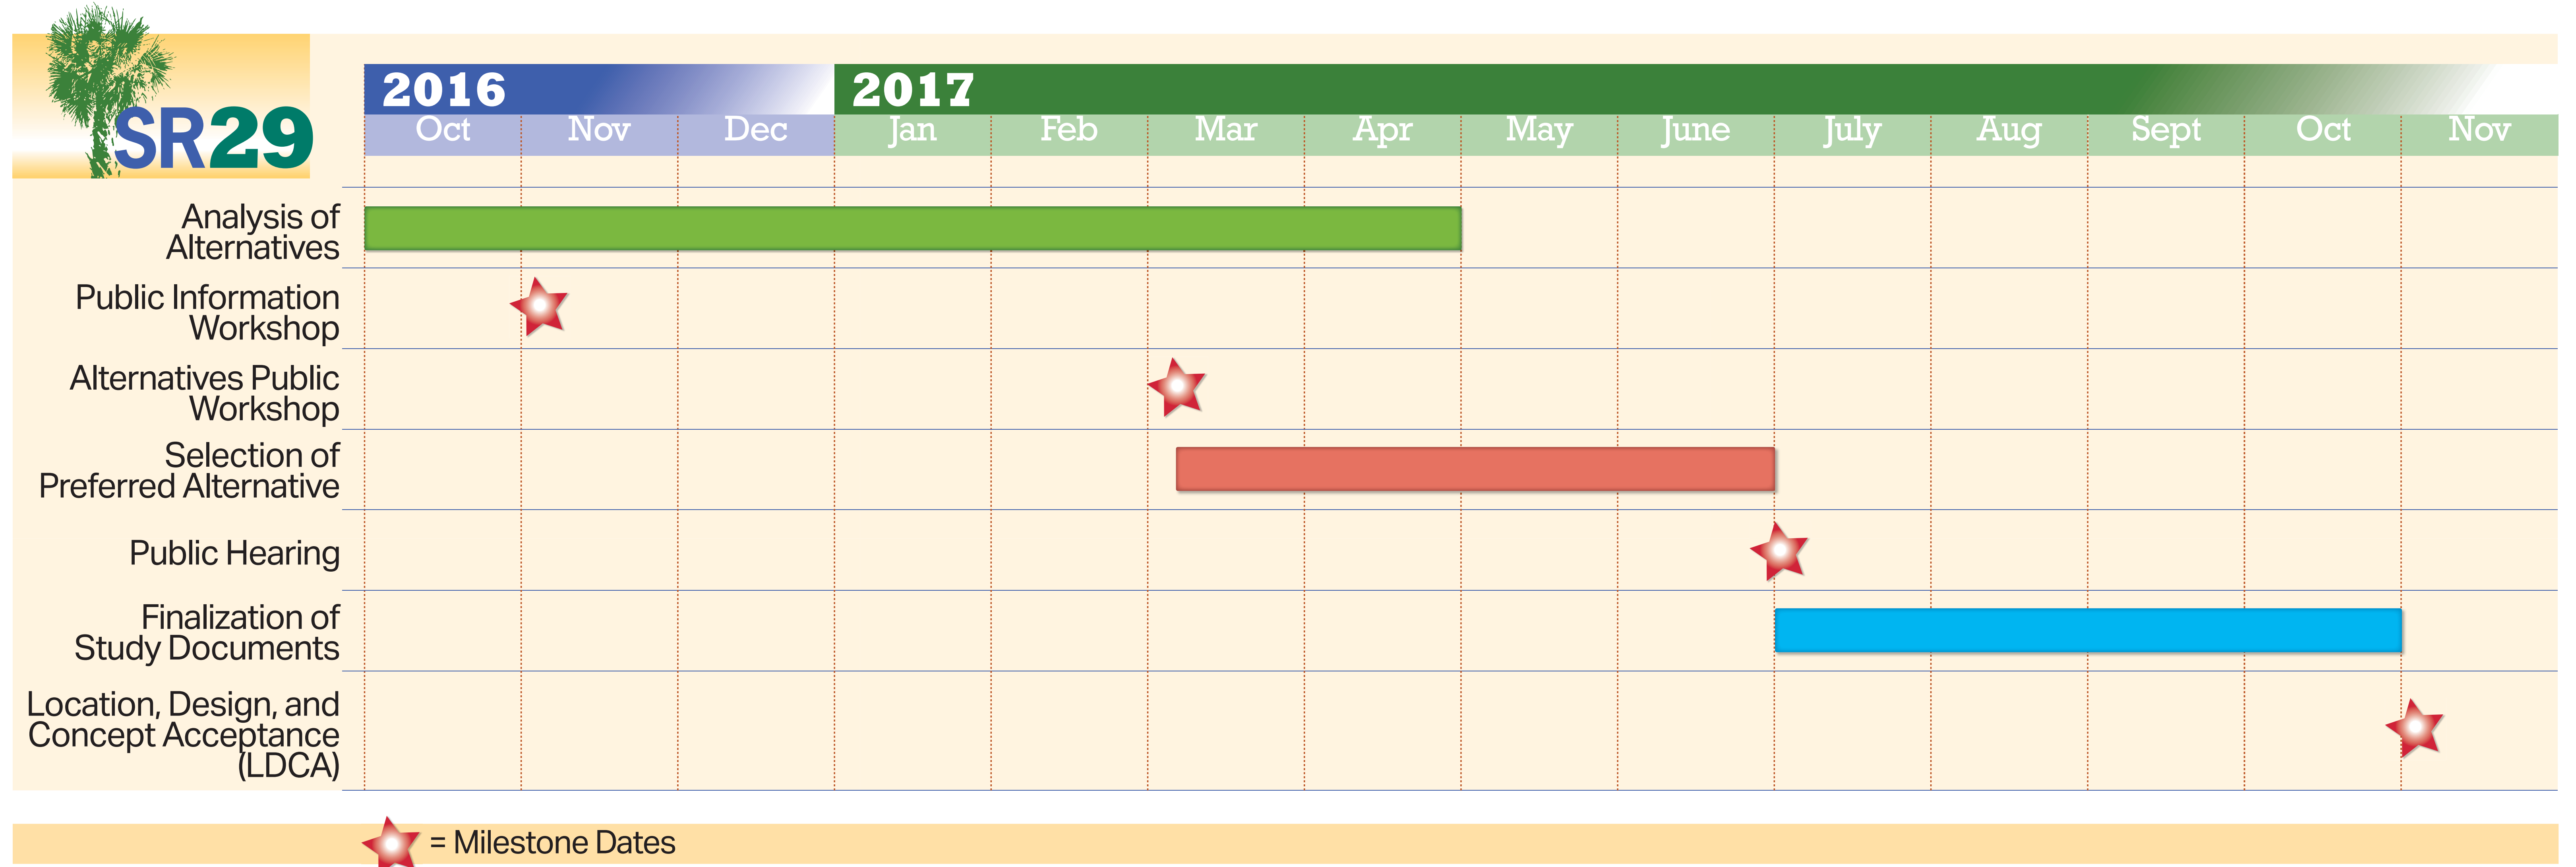 SR29
2016 2017
Oct Nov Dec Jan Feb Mar Apr May June July Aug Sept Oct Nov
Analysis of
Alternatives
Public Information
Workshop
Alternatives Public
Workshop
Selection of
Preferred Alternative
Public Hearing
Finalization of
Study Documents
Location, Design, and
Concept Acceptance
(LDCA)
= Milestone Dates